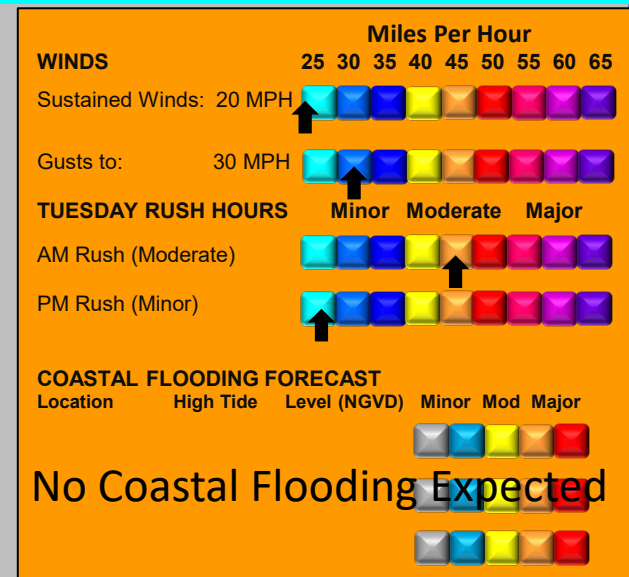 Miles Per Hour
WINDS 25 30 35 40 45 50 55 60 65
Sustained Winds: 20 MPH
Gusts to: 30 MPH
TUESDAY RUSH HOURS Minor Moderate Major
AM Rush (Moderate)
PM Rush (Minor)
COASTAL FLOODING FORECAST
Location High Tide Level (NGVD) Minor Mod Major
No Coastal Flooding Expected